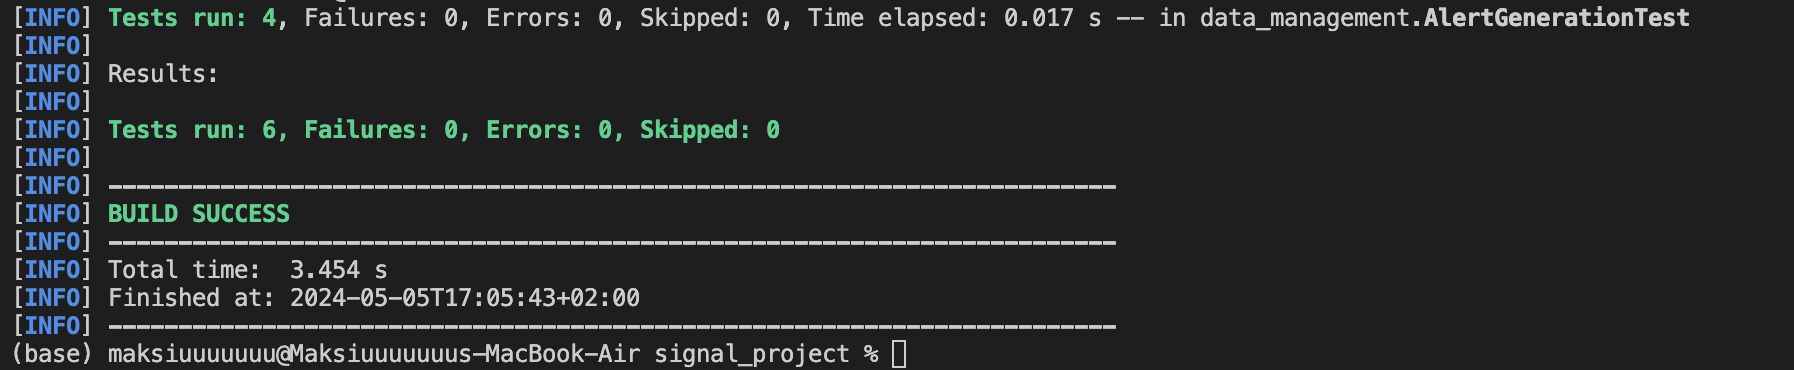 [INFO] Tests run: 4, Failures: 0, Errors: 0, Skipped: 0, Time elapsed: 0.017 s -- in data_management.AlertGenerationTest
[INFO]
[INFO] Results:
[INFO]
[INFO] Tests run: 6, Failures: 0, Errors: 0, Skipped: 0
[INFO]
[INFO] ------------------------------------------------------------------------
[INFO] BUILD SUCCESS
[INFO] ------------------------------------------------------------------------
[INFO] Total time:  3.454 s
[INFO] Finished at: 2024-05-05T17:05:43+02:00
[INFO] ------------------------------------------------------------------------
(base) maksiuuuuuuu@Maksiuuuuuuus-MacBook-Air signal_project %